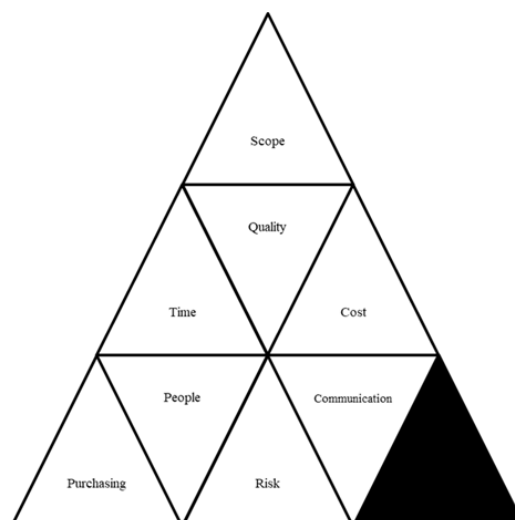 Scope
Quality
Time
Cost
People
Communication
Purchasing
Risk